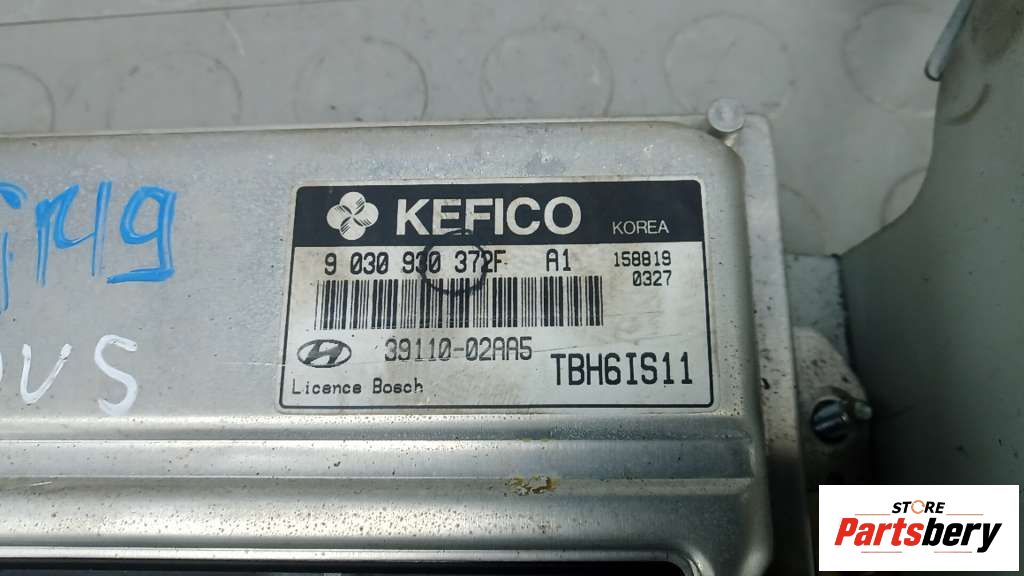 KEFICO KOREA
9 030 930 372F A1 158819
0327
39110-02AA5
TBH6IS11
Licence Bosch
STORE
Partsbery